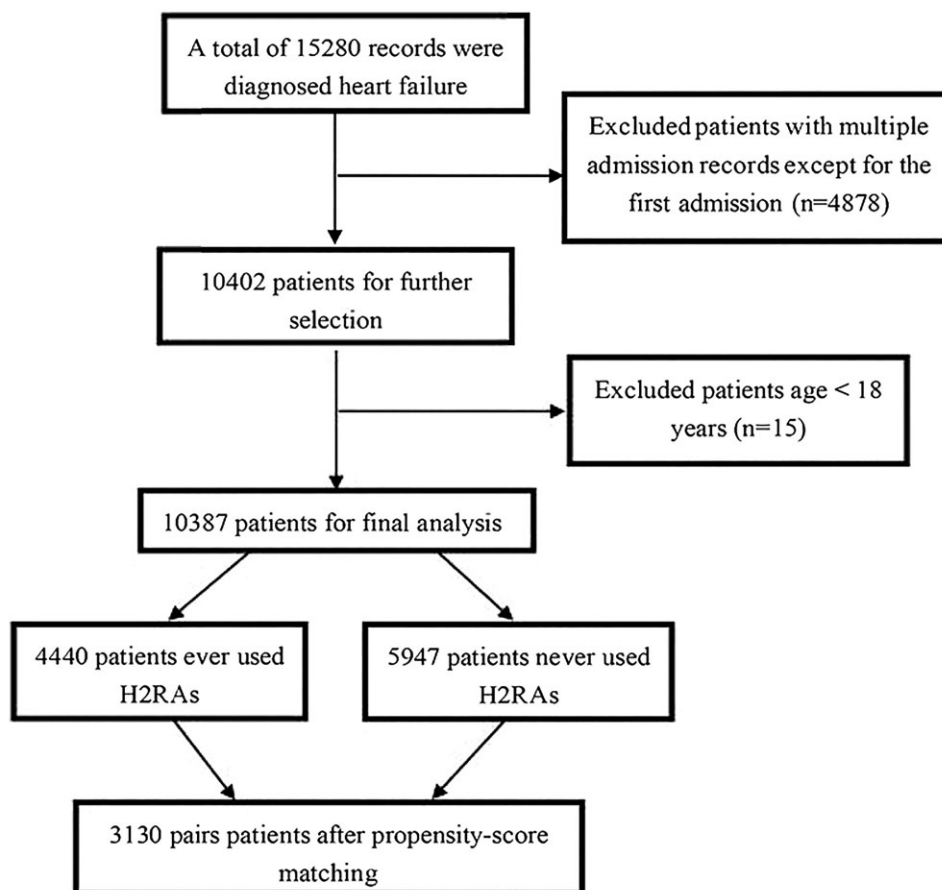 A total of 15280 records were
diagnosed heart failure
Excluded patients with multiple
admission records except for the
first admission (n=4878)
10402 patients for further
selection
Excluded patients age < 18
years (n=15)
10387 patients for final analysis
4440 patients ever used
H2RAs
5947 patients never used
H2RAs
3130 pairs patients after propensity-score
matching